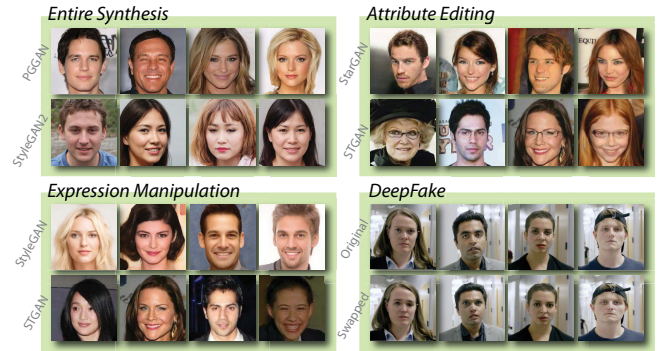 Entire Synthesis
PGGAN
StyleGAN2
Attribute Editing
StarGAN
STGAN
Expression Manipulation
StyleGAN
STGAN
DeepFake
Original
Swapped